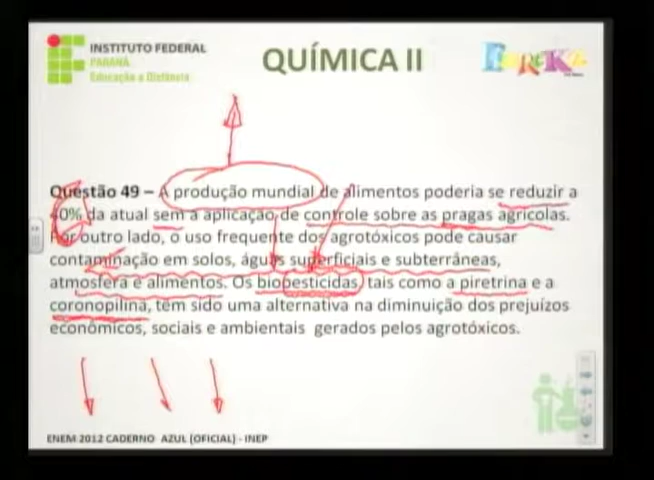 INSTITUTO FEDERAL
PARANÁ
Educação a Distância
QUÍMICA II
EUREKA
Questão 49 – A produção mundial de alimentos poderia se reduzir a
40% da atual sem a aplicação de controle sobre as pragas agrícolas.
Por outro lado, o uso frequente dos agrotóxicos pode causar
contaminação em solos, águas superficiais e subterrâneas,
atmosfera e alimentos. Os biopesticidas, tais como a piretrina e a
coronopilina, têm sido uma alternativa na diminuição dos prejuízos
econômicos, sociais e ambientais gerados pelos agrotóxicos.
ENEM 2012 CADERNO AZUL (OFICIAL) - INEP